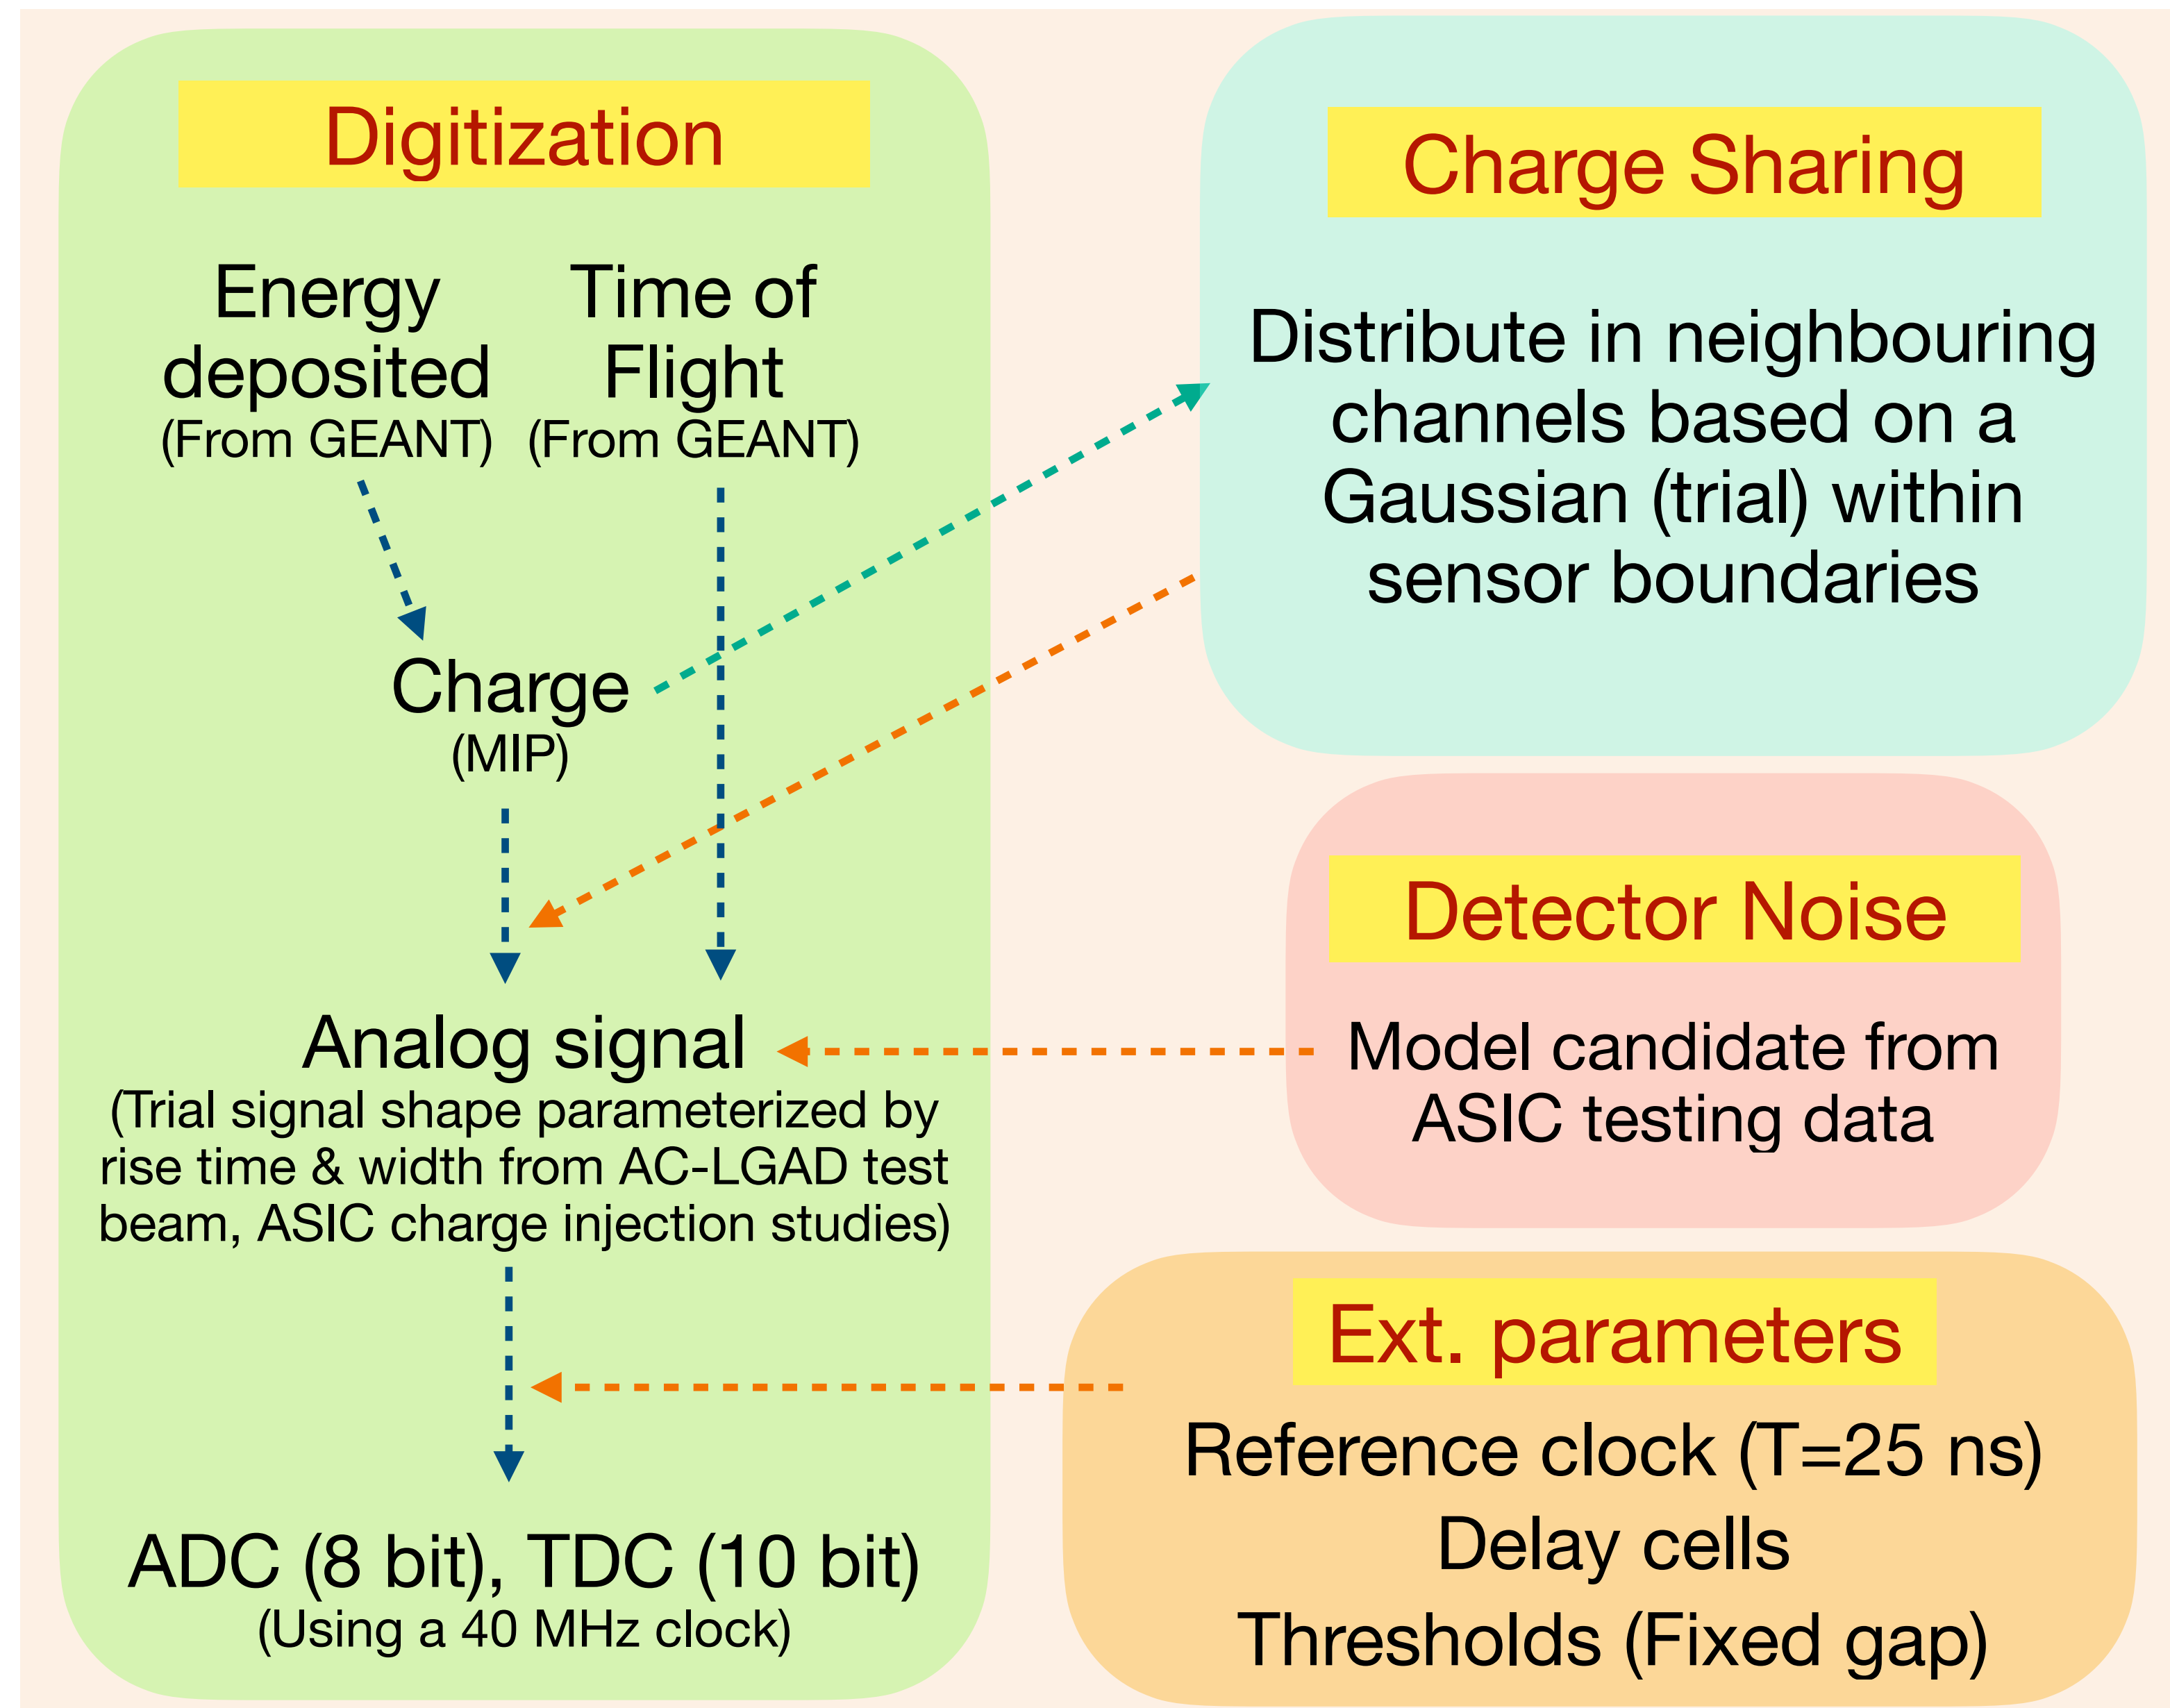 Digitization
Energy
deposited
(From GEANT)
Time of
Flight
(From GEANT)
Charge
(MIP)
Analog signal
(Trial signal shape parameterized by
rise time & width from AC-LGAD test
beam, ASIC charge injection studies)
ADC (8 bit), TDC (10 bit)
(Using a 40 MHz clock)
Charge Sharing
Distribute in neighbouring
channels based on a
Gaussian (trial) within
sensor boundaries
Detector Noise
Model candidate from
ASIC testing data
Ext. parameters
Reference clock (T=25 ns)
Delay cells
Thresholds (Fixed gap)